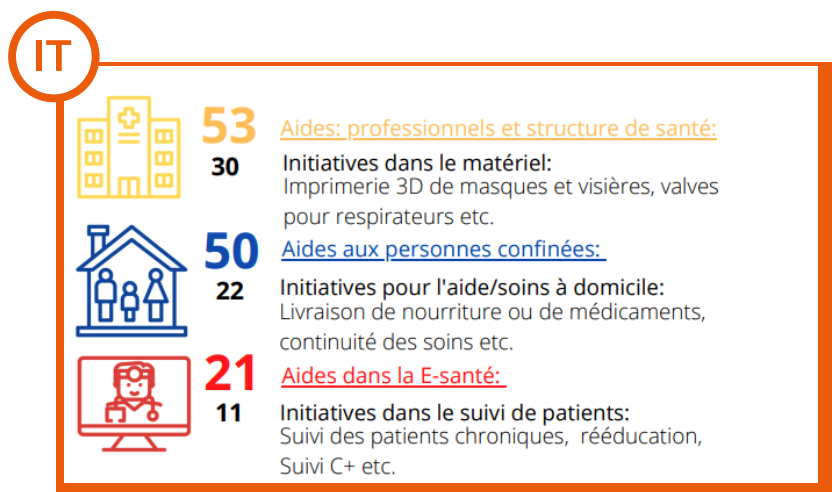 IT
53 Aides: professionnels et structure de santé:
30 Initiatives dans le matériel:
Imprimerie 3D de masques et visières, valves
pour respirateurs etc.
50 Aides aux personnes confinées:
22 Initiatives pour l'aide/soins à domicile:
Livraison de nourriture ou de médicaments,
continuité des soins etc.
21 Aides dans la E-santé:
11 Initiatives dans le suivi de patients:
Suivi des patients chroniques, rééducation,
Suivi C+ etc.